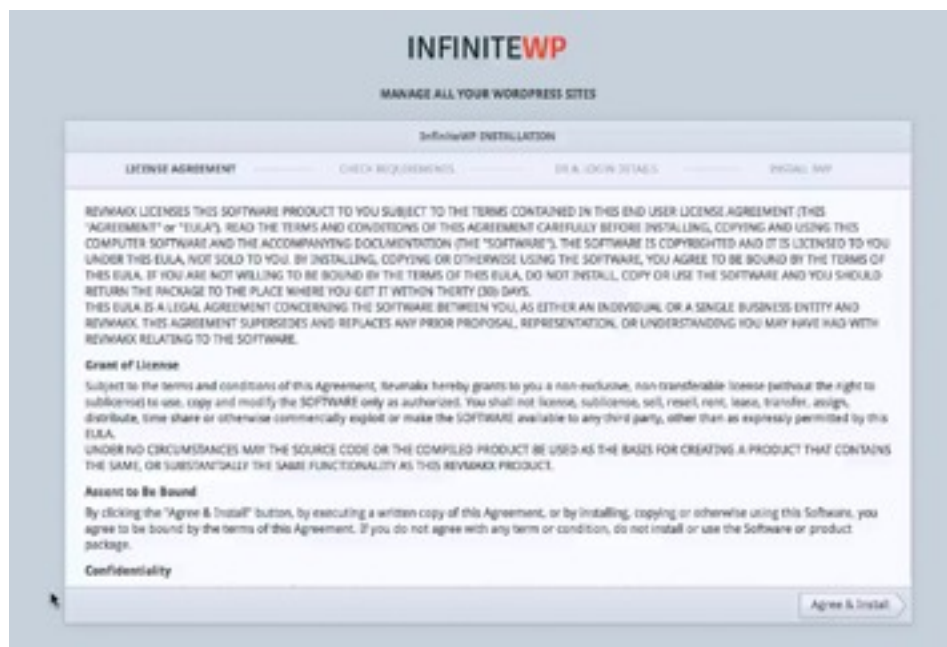 INFINITEWP
MANAGE ALL YOUR WORDPRESS SITES
InfiniteWP INSTALLATION
LICENSE AGREEMENT CHECK REQUIREMENTS DB & LOGIN DETAILS INSTALL IWP
REVMAKX LICENSES THIS SOFTWARE PRODUCT TO YOU SUBJECT TO THE TERMS CONTAINED IN THIS END USER LICENSE AGREEMENT (THIS
"AGREEMENT" or "EULA"). READ THE TERMS AND CONDITIONS OF THIS AGREEMENT CAREFULLY BEFORE INSTALLING, COPYING AND USING THIS
COMPUTER SOFTWARE AND THE ACCOMPANYING DOCUMENTATION (THE "SOFTWARE"). THE SOFTWARE IS COPYRIGHTED AND IT IS LICENSED TO YOU
UNDER THIS EULA, NOT SOLD TO YOU. BY INSTALLING, COPYING OR OTHERWISE USING THE SOFTWARE, YOU AGREE TO BE BOUND BY THE TERMS OF
THIS EULA. IF YOU ARE NOT WILLING TO BE BOUND BY THE TERMS OF THIS EULA, DO NOT INSTALL, COPY OR USE THE SOFTWARE AND YOU SHOULD
RETURN THE PACKAGE TO THE PLACE WHERE YOU GET IT WITHIN THIRTY (30) DAYS.
THIS EULA IS A LEGAL AGREEMENT CONCERNING THE SOFTWARE BETWEEN YOU, AS EITHER AN INDIVIDUAL OR A SINGLE BUSINESS ENTITY AND
REVMAKX. THIS AGREEMENT SUPERSEDES AND REPLACES ANY PRIOR PROPOSAL, REPRESENTATION, OR UNDERSTANDING YOU MAY HAVE HAD WITH
REVMAKX RELATING TO THE SOFTWARE.
Grant of License
Subject to the terms and conditions of this Agreement, Revmakx hereby grants to you a non-exclusive, non-transferable license (without the right to
sublicense) to use, copy and modify the SOFTWARE only as authorized. You shall not license, sublicense, sell, resell, rent, lease, transfer, assign,
distribute, time share or otherwise commercially exploit or make the SOFTWARE available to any third party, other than as expressly permitted by this
EULA.
UNDER NO CIRCUMSTANCES MAY THE SOURCE CODE OR THE COMPILED PRODUCT BE USED AS THE BASIS FOR CREATING A PRODUCT THAT CONTAINS
THE SAME, OR SUBSTANTIALLY THE SAME FUNCTIONALITY AS THIS REVMAKX PRODUCT.
Assent to Be Bound
By clicking the "Agree & Install" button, by executing a written copy of this Agreement, or by installing, copying or otherwise using this Software, you
agree to be bound by the terms of this Agreement. If you do not agree with any term or condition, do not install or use the Software or product
package.
Confidentiality
Agree & Install